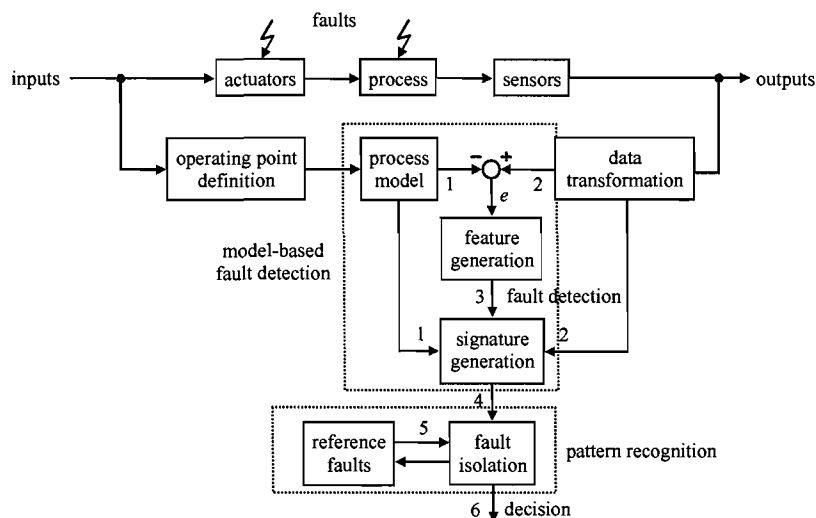 faults
inputs
actuators
process
sensors
outputs
operating point
definition
process
model
1
−
+
2
data
transformation
e
feature
generation
model-based
fault detection
3
fault detection
1
signature
generation
2
4
reference
faults
5
fault
isolation
pattern recognition
6
decision